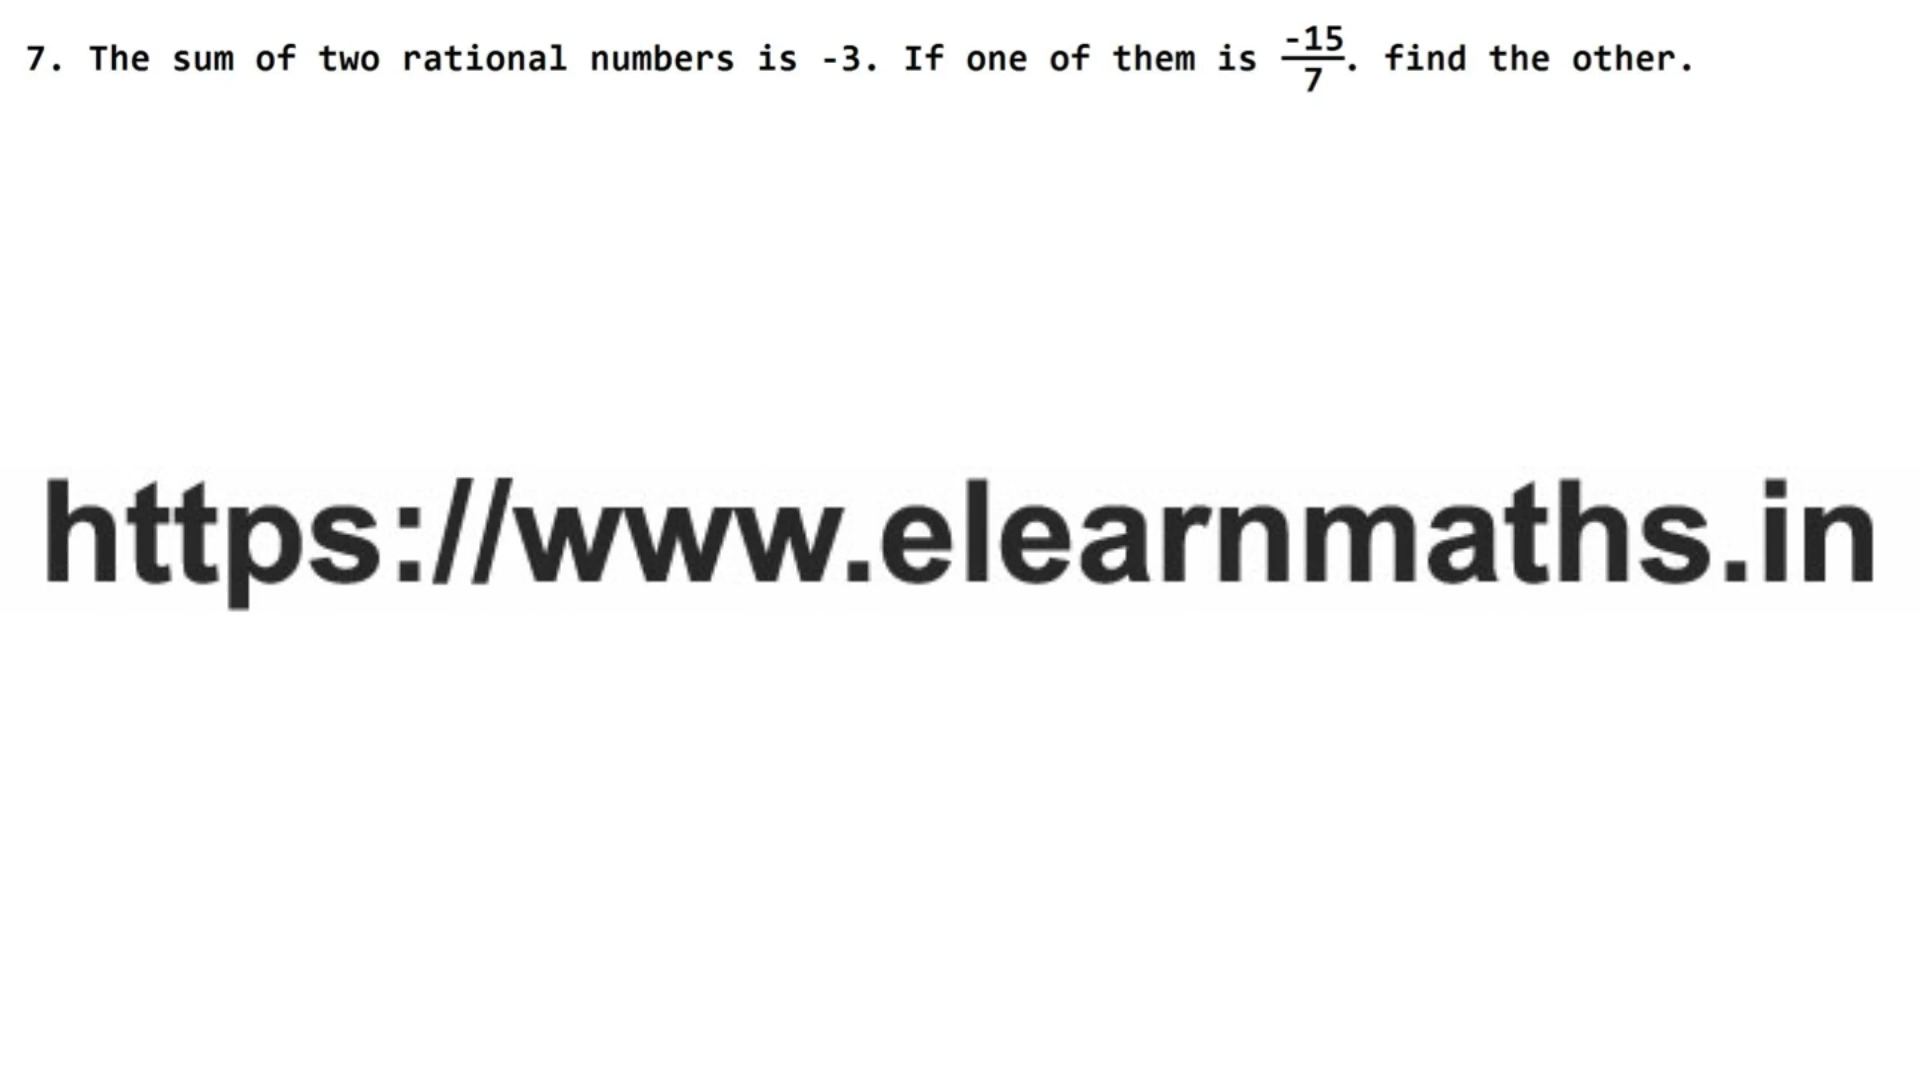 7. The sum of two rational numbers is -3. If one of them is -15/7. find the other.
https://www.elearnmaths.in